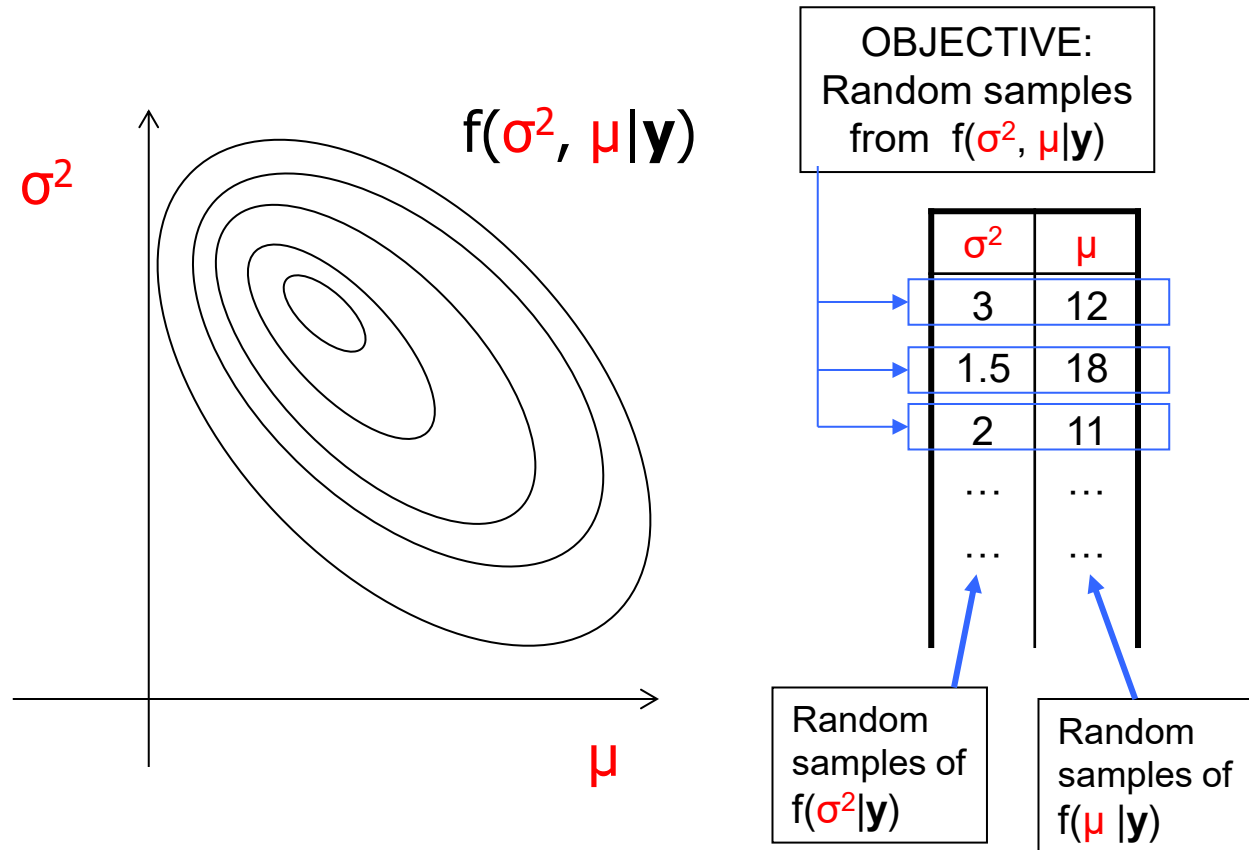 f(σ², μ|y)
σ²
μ
OBJECTIVE:
Random samples
from f(σ², μ|y)
σ² μ
3 12
1.5 18
2 11
… …
… …
Random
samples of
f(σ²|y)
Random
samples of
f(μ |y)